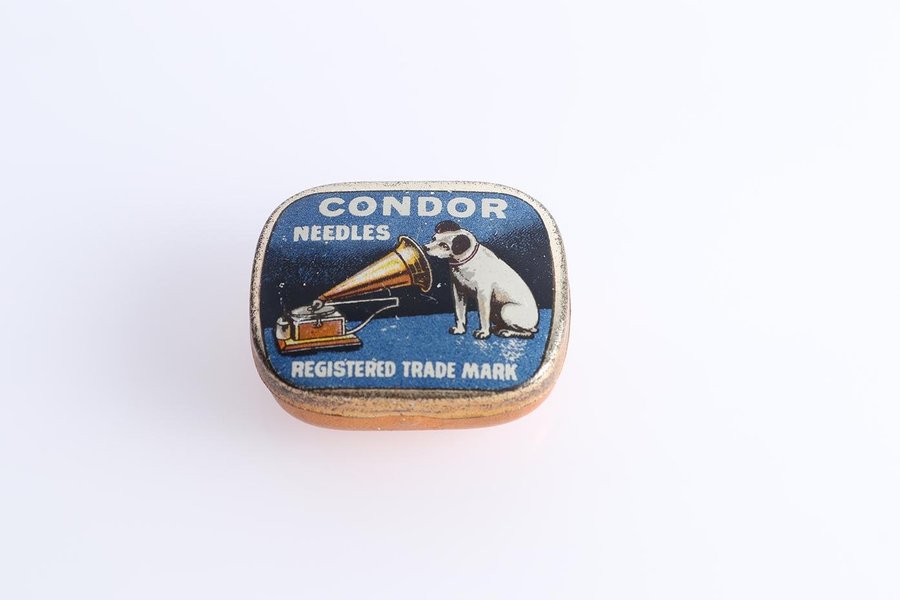 CONDOR
NEEDLES
REGISTERED TRADE MARK